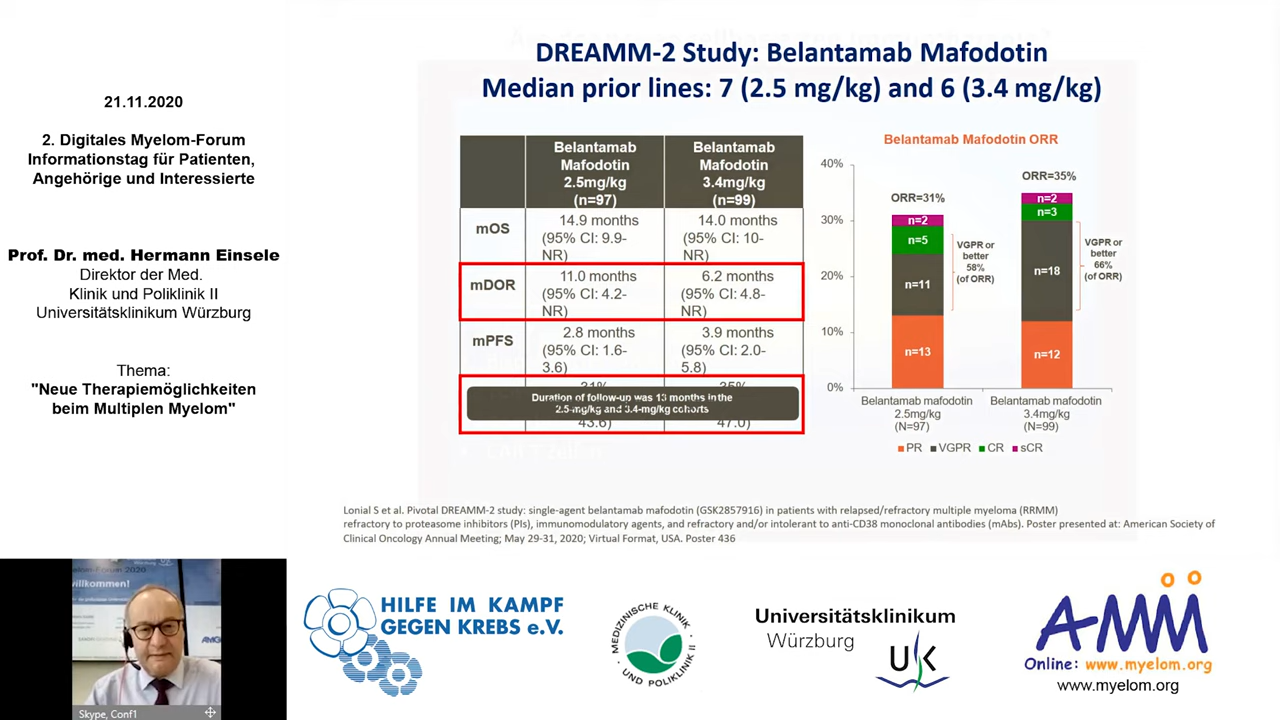 21.11.2020
2. Digitales Myelom-Forum
Informationstag für Patienten,
Angehörige und Interessierte
Prof. Dr. med. Hermann Einsele
Direktor der Med.
Klinik und Poliklinik II
Universitätsklinikum Würzburg
Thema:
"Neue Therapiemöglichkeiten
beim Multiplen Myelom"
DREAMM-2 Study: Belantamab Mafodotin
Median prior lines: 7 (2.5 mg/kg) and 6 (3.4 mg/kg)
Belantamab
Mafodotin
2.5mg/kg
(n=97)
Belantamab
Mafodotin
3.4mg/kg
(n=99)
mOS
14.9 months
(95% CI: 9.9-
NR)
14.0 months
(95% CI: 10-
NR)
mDOR
11.0 months
(95% CI: 4.2-
NR)
6.2 months
(95% CI: 4.8-
NR)
mPFS
2.8 months
(95% CI: 1.6-
3.6)
3.9 months
(95% CI: 2.0-
5.8)
31%
35%
Duration of follow-up was 13 months in the
2.5-mg/kg and 3.4-mg/kg cohorts
43.6)
47.0)
Belantamab Mafodotin ORR
40%
30%
20%
10%
0%
ORR=31%
n=2
n=5
n=11
n=13
VGPR or
better
58%
(of ORR)
ORR=35%
n=2
n=3
n=18
n=12
VGPR or
better
66%
(of ORR)
Belantamab mafodotin
2.5mg/kg
(N=97)
Belantamab mafodotin
3.4mg/kg
(N=99)
PR VGPR CR sCR
Lonial S et al. Pivotal DREAMM-2 study: single-agent belantamab mafodotin (GSK2857916) in patients with relapsed/refractory multiple myeloma (RRMM)
refractory to proteasome inhibitors (PIs), immunomodulatory agents, and refractory and/or intolerant to anti-CD38 monoclonal antibodies (mAbs). Poster presented at: American Society of
Clinical Oncology Annual Meeting; May 29-31, 2020; Virtual Format, USA. Poster 436
Myelom-Forum 2020
willkommen!
AMGEN
Skype, Conf1
HILFE IM KAMPF
GEGEN KREBS e.V.
MEDIZINISCHE KLINIK
UND POLIKLINIK II
Universitätsklinikum
Würzburg
UK
AMM
Online: www.myelom.org
www.myelom.org